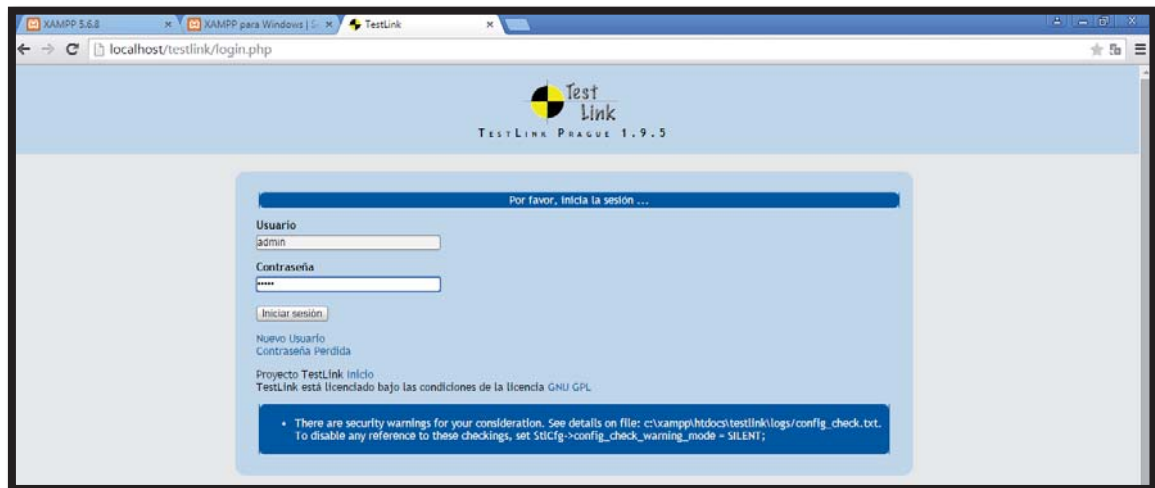 XAMPP 5.6.8
XAMPP para Windows | S
TestLink
localhost/testlink/login.php
Test
Link
TESTLINK PRAGUE 1.9.5
Por favor, inicia la sesión ...
Usuario
admin
Contraseña
•••••
Iniciar sesión
Nuevo Usuario
Contraseña Perdida
Proyecto TestLink Inicio
TestLink está licenciado bajo las condiciones de la licencia GNU GPL
• There are security warnings for your consideration. See details on file: c:\xampp\htdocs\testlink\logs/config_check.txt.
To disable any reference to these checkings, set $tlCfg->config_check_warning_mode = SILENT;